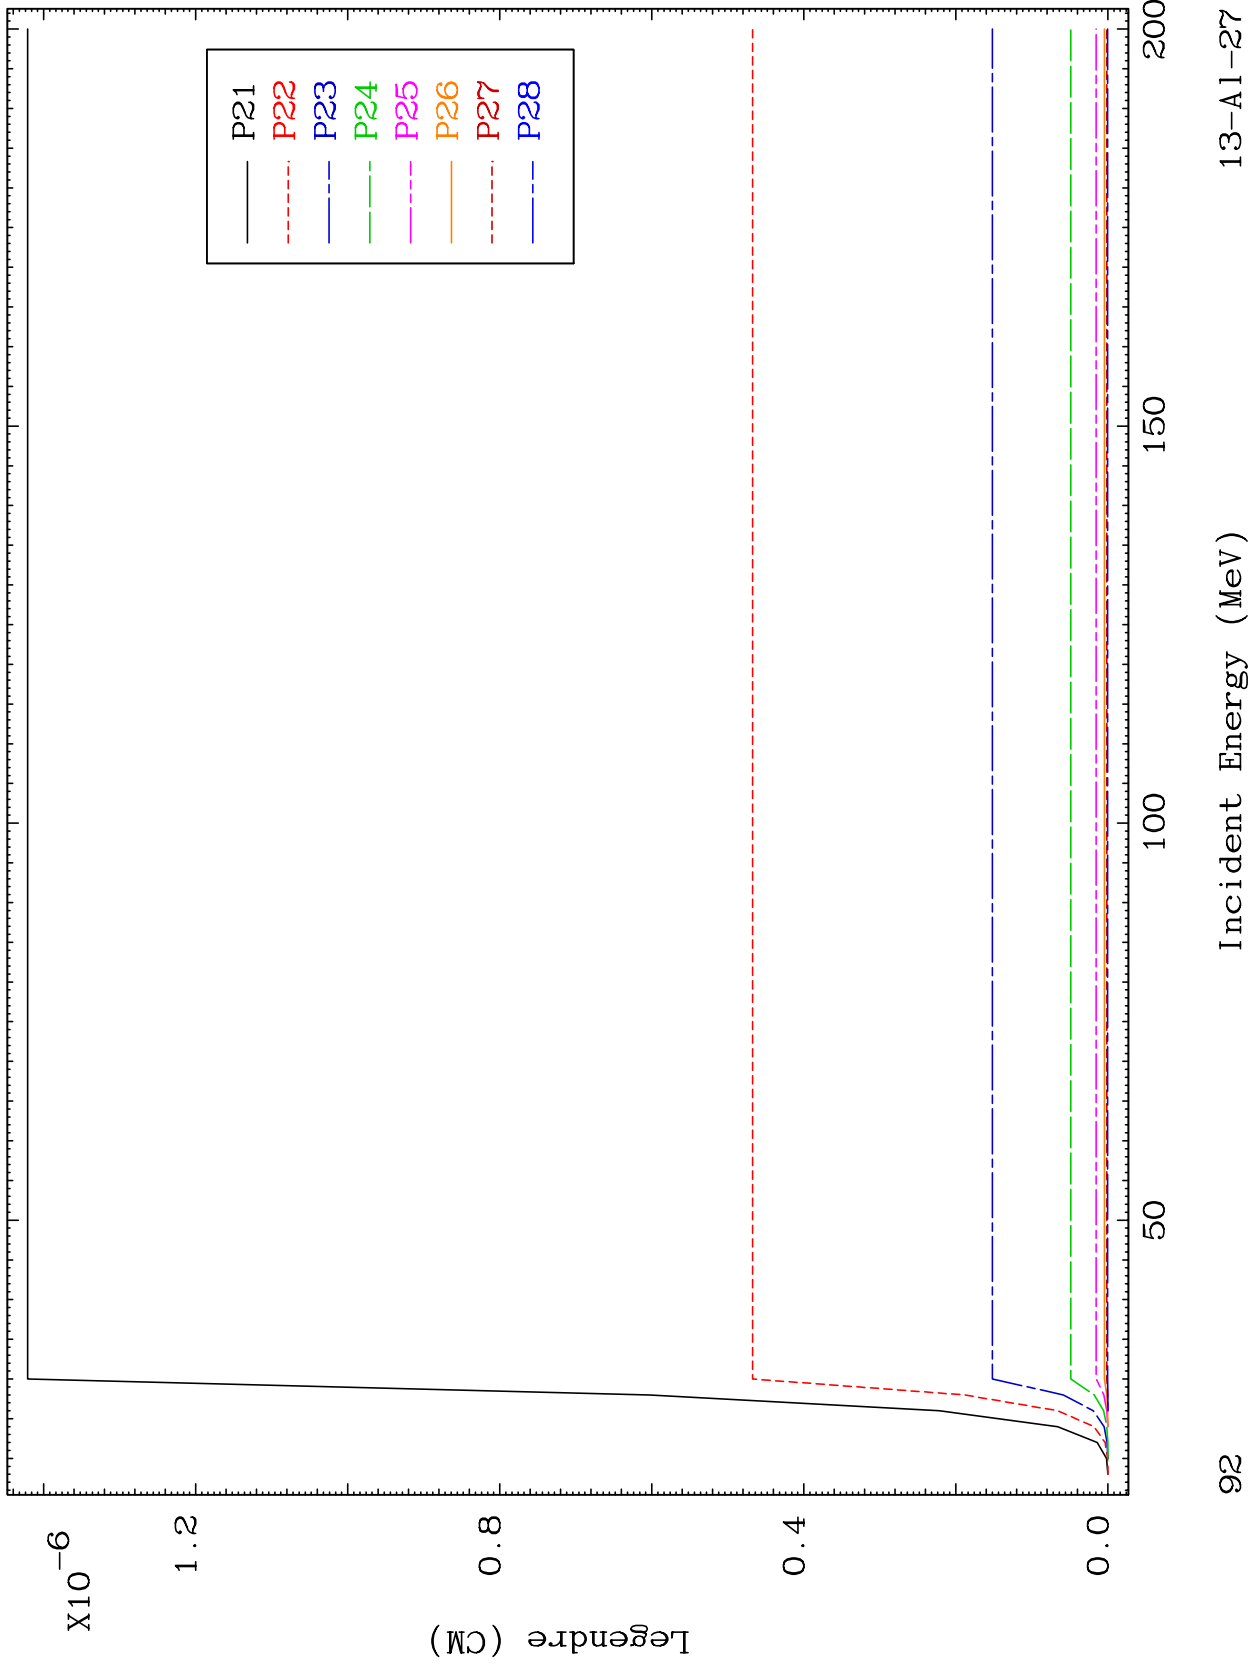 X10-6
1.2
0.8
0.4
0.0
Legendre (CM)
P21
P22
P23
P24
P25
P26
P27
P28
50
100
150
200
Incident Energy (MeV)
92
13-Al-27